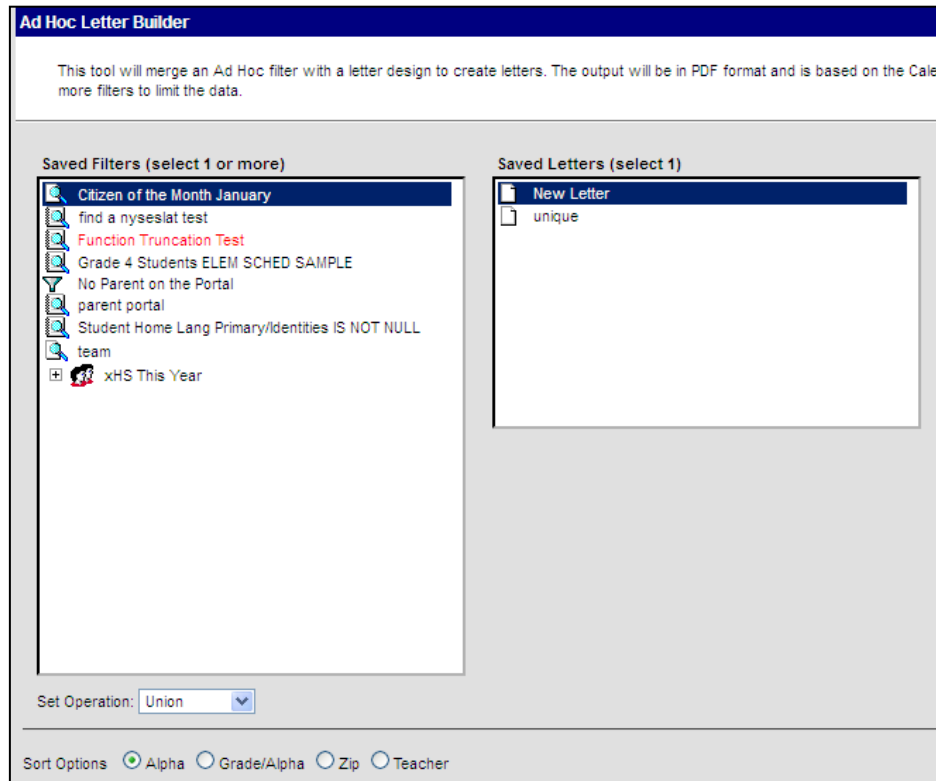 Ad Hoc Letter Builder
This tool will merge an Ad Hoc filter with a letter design to create letters. The output will be in PDF format and is based on the Cale
more filters to limit the data.
Saved Filters (select 1 or more)
Citizen of the Month January
find a nyseslat test
Function Truncation Test
Grade 4 Students ELEM SCHED SAMPLE
No Parent on the Portal
parent portal
Student Home Lang Primary/Identities IS NOT NULL
team
xHS This Year
Saved Letters (select 1)
New Letter
unique
Set Operation: Union
Sort Options Alpha Grade/Alpha Zip Teacher